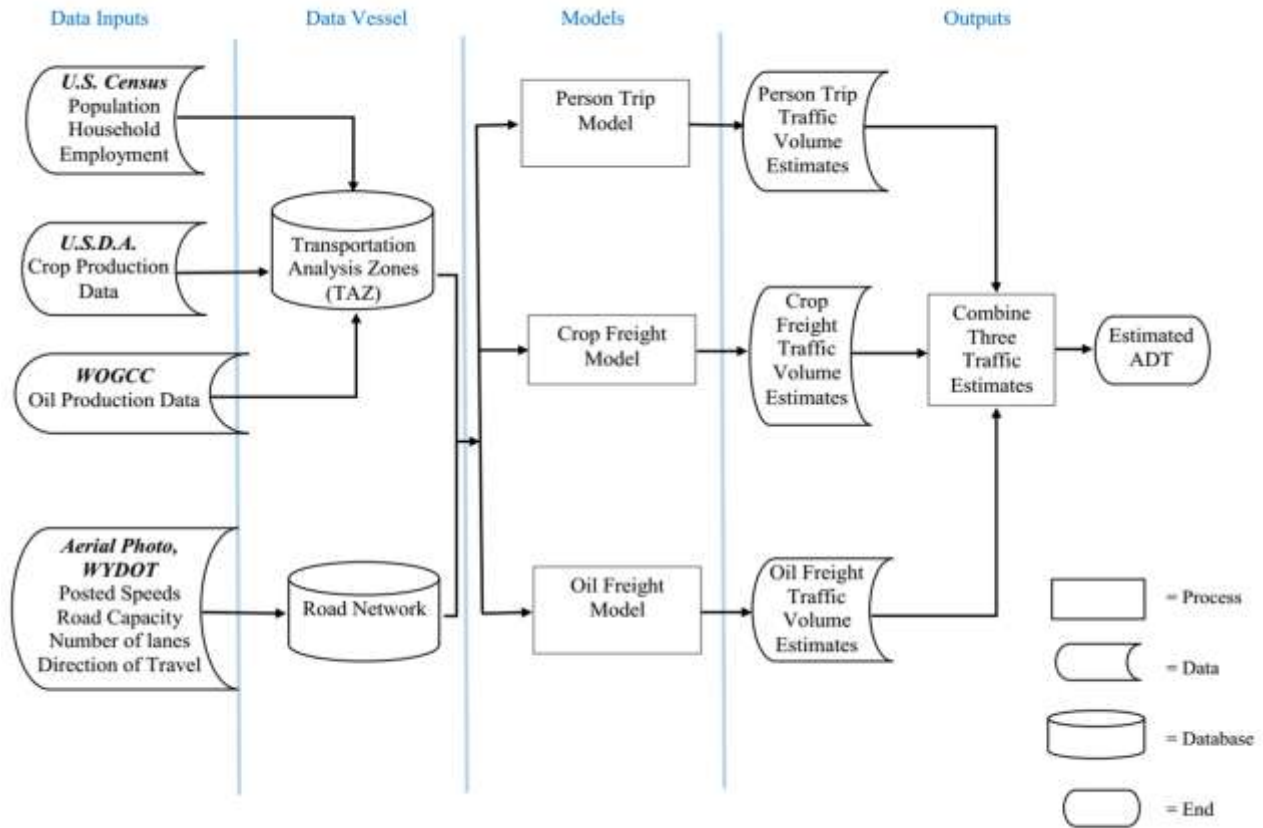 Data Inputs
Data Vessel
Models
Outputs
U.S. Census
Population
Household
Employment
U.S.D.A.
Crop Production
Data
WOGCC
Oil Production Data
Aerial Photo,
WYDOT
Posted Speeds
Road Capacity
Number of lanes
Direction of Travel
Transportation
Analysis Zones
(TAZ)
Road Network
Person Trip
Model
Crop Freight
Model
Oil Freight
Model
Person Trip
Traffic
Volume
Estimates
Crop
Freight
Traffic
Volume
Estimates
Oil Freight
Traffic
Volume
Estimates
Combine
Three
Traffic
Estimates
Estimated
ADT
= Process
= Data
= Database
= End